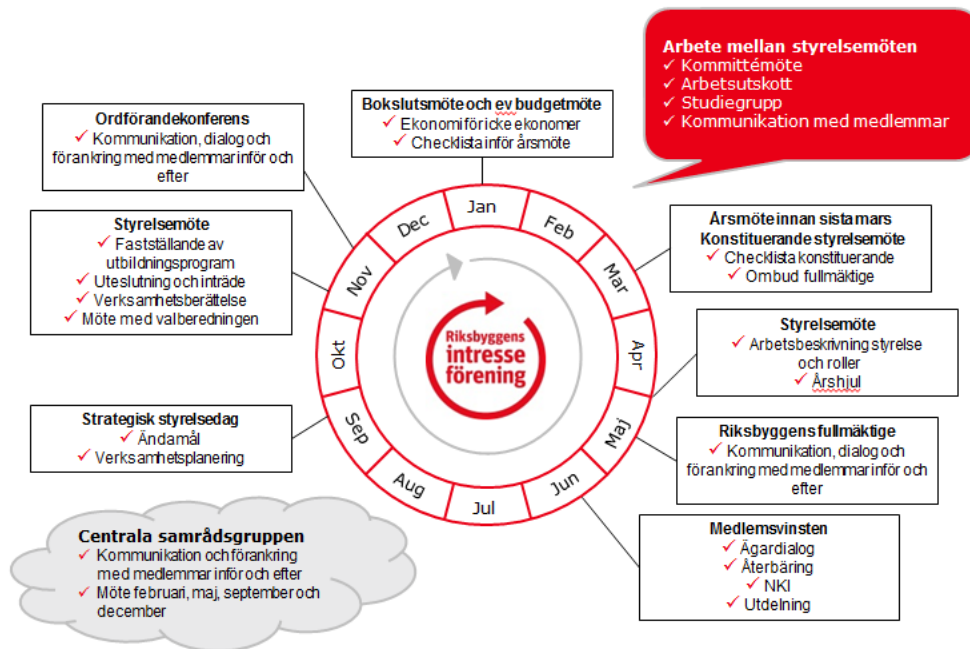 Arbete mellan styrelsemöten
✓ Kommittémöte
✓ Arbetsutskott
✓ Studiegrupp
✓ Kommunikation med medlemmar
Bokslutsmöte och ev budgetmöte
✓ Ekonomi för icke ekonomer
✓ Checklista inför årsmöte
Ordförandekonferens
✓ Kommunikation, dialog och
förankring med medlemmar inför och
efter
Styrelsemöte
✓ Fastställande av
utbildningsprogram
✓ Uteslutning och inträde
✓ Verksamhetsberättelse
✓ Möte med valberedningen
Strategisk styrelsedag
✓ Ändamål
✓ Verksamhetsplanering
Centrala samrådsgruppen
✓ Kommunikation och förankring
med medlemmar inför och efter
✓ Möte februari, maj, september och
december
Jan
Feb
Mar
Apr
Maj
Jun
Jul
Aug
Sep
Okt
Nov
Dec
Riksbyggens
intresse
förening
Årsmöte innan sista mars
Konstituerande styrelsemöte
✓ Checklista konstituerande
✓ Ombud fullmäktige
Styrelsemöte
✓ Arbetsbeskrivning styrelse
och roller
✓ Årshjul
Riksbyggens fullmäktige
✓ Kommunikation, dialog och
förankring med medlemmar inför och
efter
Medlemsvinsten
✓ Ägardialog
✓ Återbäring
✓ NKI
✓ Utdelning